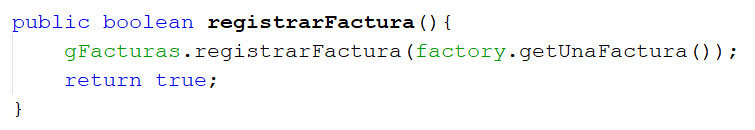 public boolean registrarFactura(){
    gFacturas.registrarFactura(factory.getUnaFactura());
    return true;
}